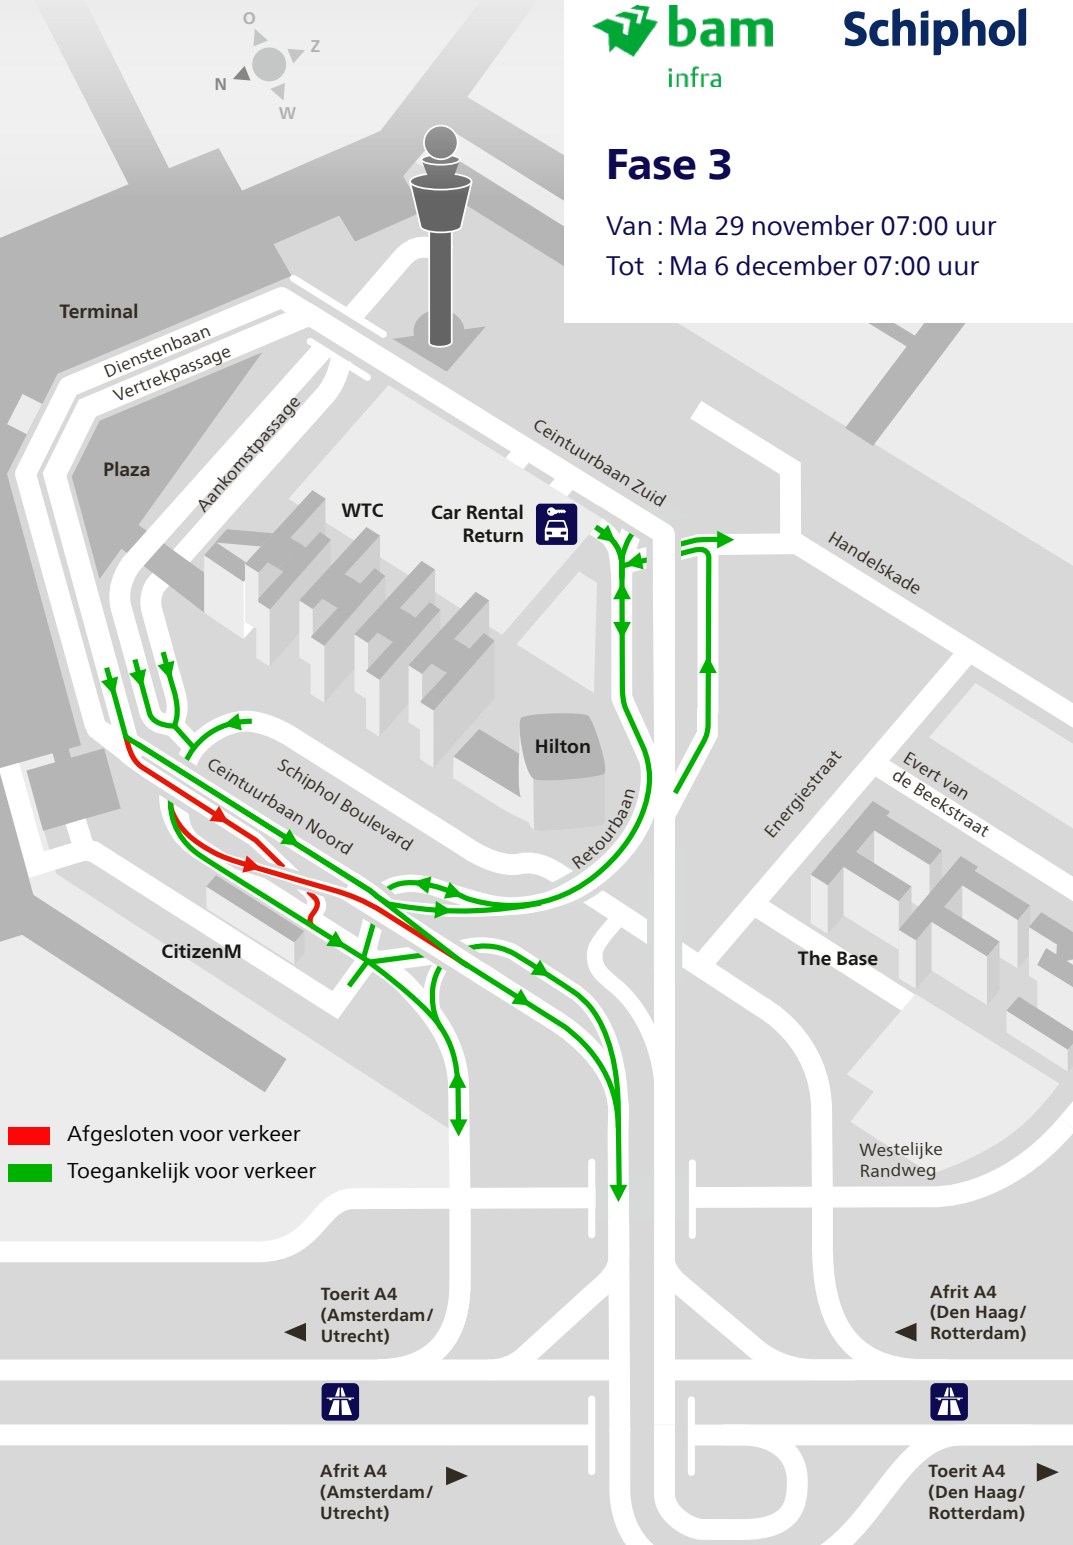 O
Z
N
W
bam
infra
Schiphol
Fase 3
Van : Ma 29 november 07:00 uur
Tot : Ma 6 december 07:00 uur
Terminal
Dienstenbaan
Vertrekpassage
Aankomstpassage
Plaza
WTC
Car Rental
Return
Ceintuurbaan Zuid
Handelskade
Hilton
Schiphol Boulevard
Ceintuurbaan Noord
Retourbaan
Energiestraat
Evert van
de Beekstraat
CitizenM
The Base
Afgesloten voor verkeer
Toegankelijk voor verkeer
Westelijke
Randweg
Toerit A4
(Amsterdam/
Utrecht)
Afrit A4
(Den Haag/
Rotterdam)
Afrit A4
(Amsterdam/
Utrecht)
Toerit A4
(Den Haag/
Rotterdam)